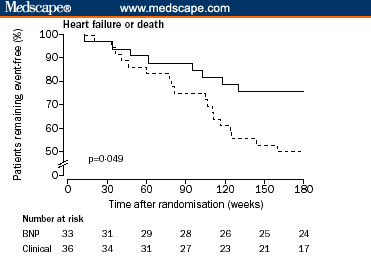 Medscape® www.medscape.com
Heart failure or death
Patients remaining event-free (%)
100
90
80
70
60
50
0
p=0·049
0 30 60 90 120 150 180
Time after randomisation (weeks)
Number at risk
BNP 33 31 29 28 26 25 24
Clinical 36 34 31 27 23 21 17